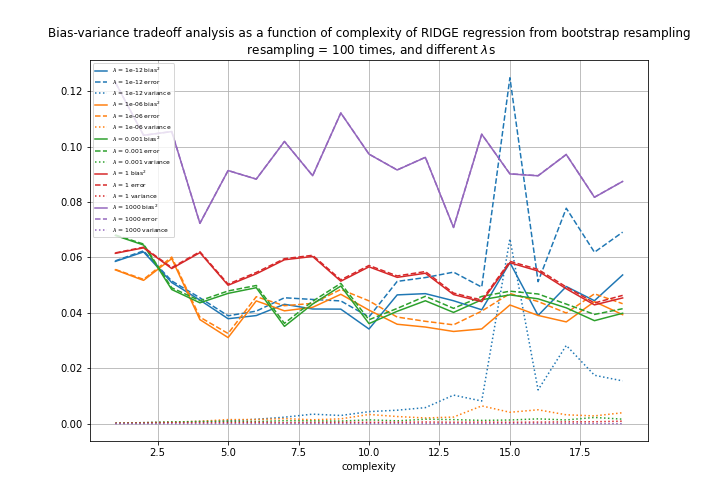 Bias-variance tradeoff analysis as a function of complexity of RIDGE regression from bootstrap resampling
resampling = 100 times, and different λs
λ = 1e-12 bias²
λ = 1e-12 error
λ = 1e-12 variance
λ = 1e-06 bias²
λ = 1e-06 error
λ = 1e-06 variance
λ = 0.001 bias²
λ = 0.001 error
λ = 0.001 variance
λ = 1 bias²
λ = 1 error
λ = 1 variance
λ = 1000 bias²
λ = 1000 error
λ = 1000 variance
0.12
0.10
0.08
0.06
0.04
0.02
0.00
2.5 5.0 7.5 10.0 12.5 15.0 17.5
complexity